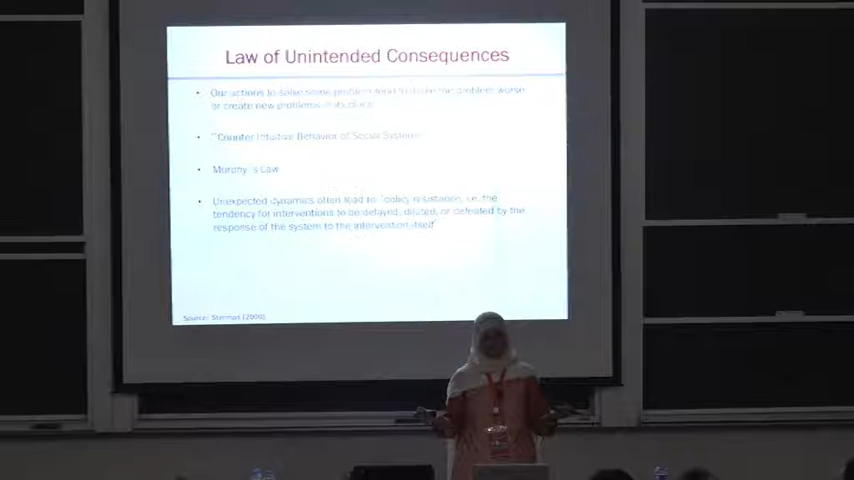 Law of Unintended Consequences
• Our actions to solve some problem tend to make the problem worse
or create new problems in its place
• "Counter Intuitive Behavior of Social Systems"
• Murphy's Law
• Unexpected dynamics often lead to "policy resistance, i.e. the
tendency for interventions to be delayed, diluted, or defeated by the
response of the system to the intervention itself"
Source: Sterman (2000)